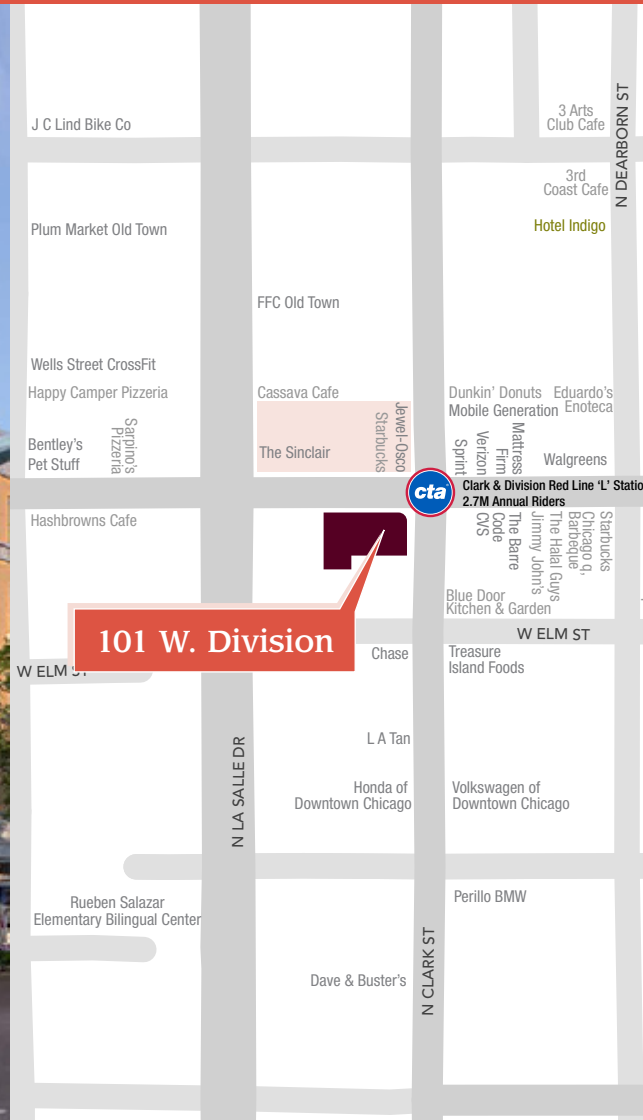 3 Arts
Club Cafe
J C Lind Bike Co
N DEARBORN ST
3rd
Coast Cafe
Hotel Indigo
Plum Market Old Town
FFC Old Town
Wells Street CrossFit
Happy Camper Pizzeria
Cassava Cafe
Dunkin' Donuts
Eduardo's
Enoteca
Mobile Generation
Bentley's
Pet Stuff
Sarpino's
Pizzeria
The Sinclair
Starbucks
Jewel-Osco
Sprint
Verizon
Mattress
Firm
Walgreens
cta
Clark & Division Red Line 'L' Statio
2.7M Annual Riders
Hashbrowns Cafe
CVS
The Barre
Code
Jimmy John's
The Halal Guys
Chicago q,
Barbeque
Starbucks
Blue Door
Kitchen & Garden
101 W. Division
W ELM ST
W ELM ST
Chase
Treasure
Island Foods
L A Tan
N LA SALLE DR
Honda of
Downtown Chicago
Volkswagen of
Downtown Chicago
Rueben Salazar
Elementary Bilingual Center
Perillo BMW
N CLARK ST
Dave & Buster's